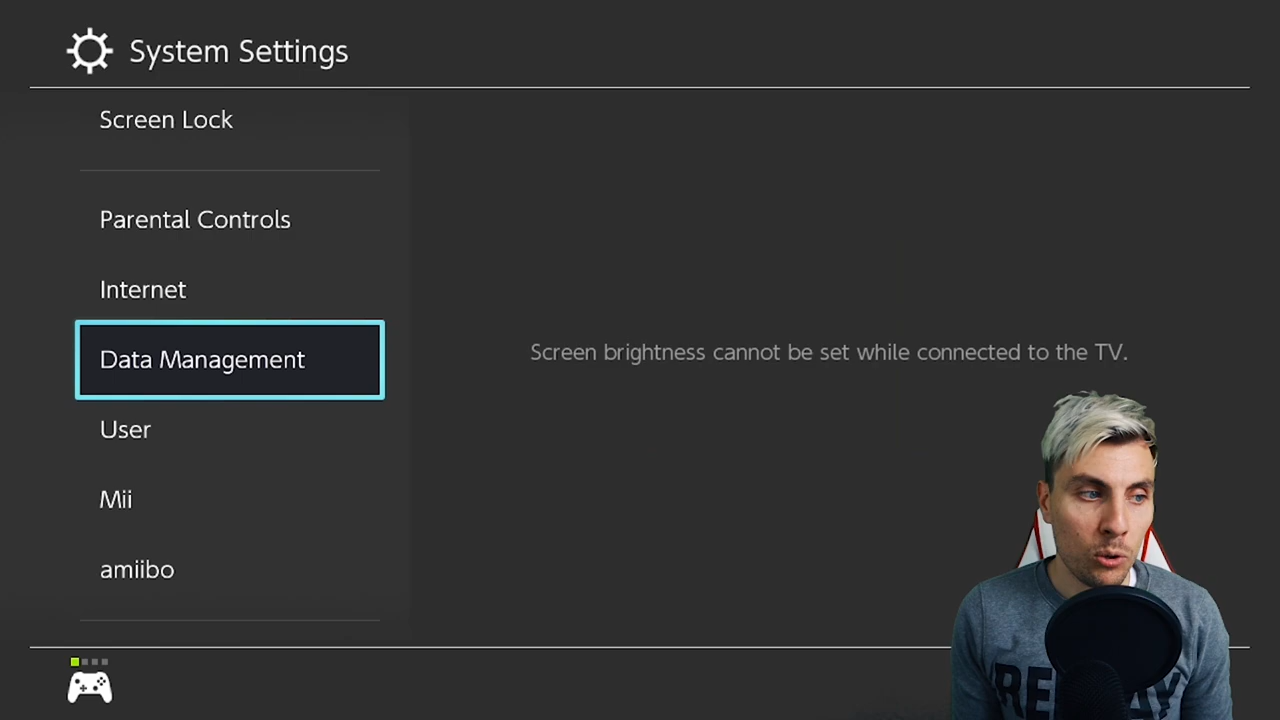 System Settings
Screen Lock
Parental Controls
Internet
Data Management
Screen brightness cannot be set while connected to the TV.
User
Mii
amiibo